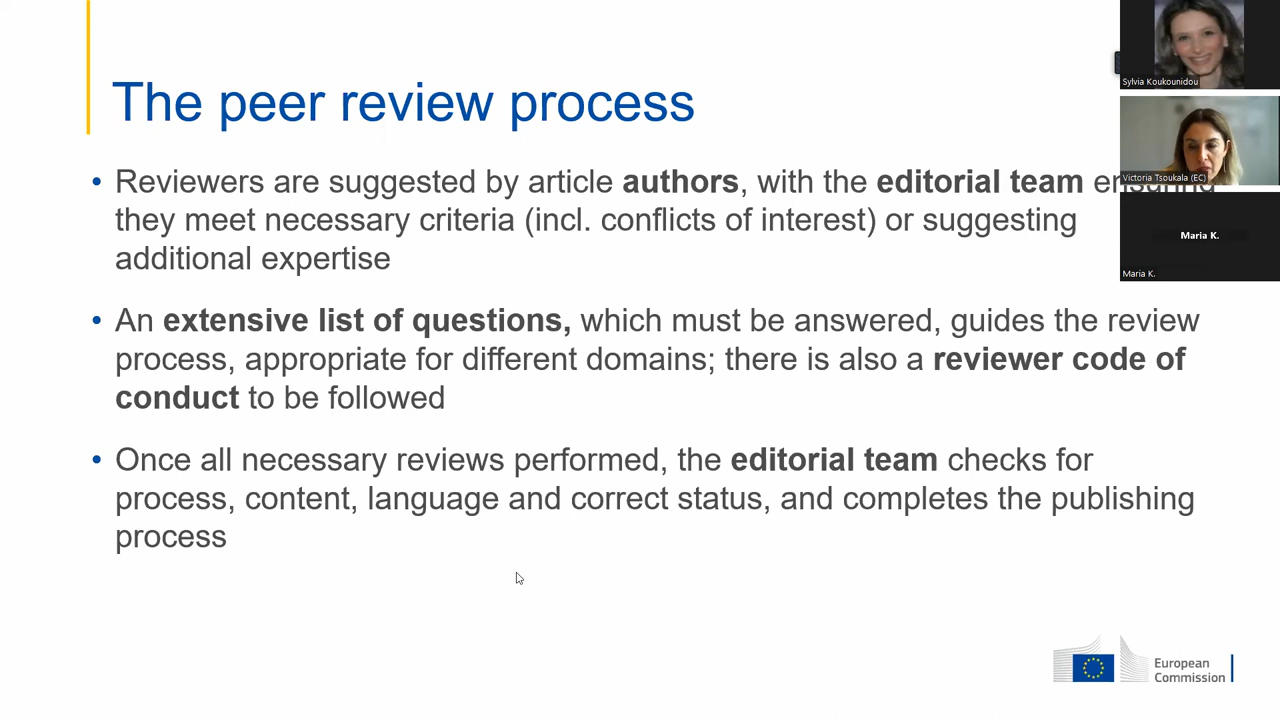 The peer review process
• Reviewers are suggested by article authors, with the editorial team ensuring
they meet necessary criteria (incl. conflicts of interest) or suggesting
additional expertise
• An extensive list of questions, which must be answered, guides the review
process, appropriate for different domains; there is also a reviewer code of
conduct to be followed
• Once all necessary reviews performed, the editorial team checks for
process, content, language and correct status, and completes the publishing
process
Sylvia Koukounidou
Victoria Tsoukala (EC)
Maria K.
Maria K.
European
Commission